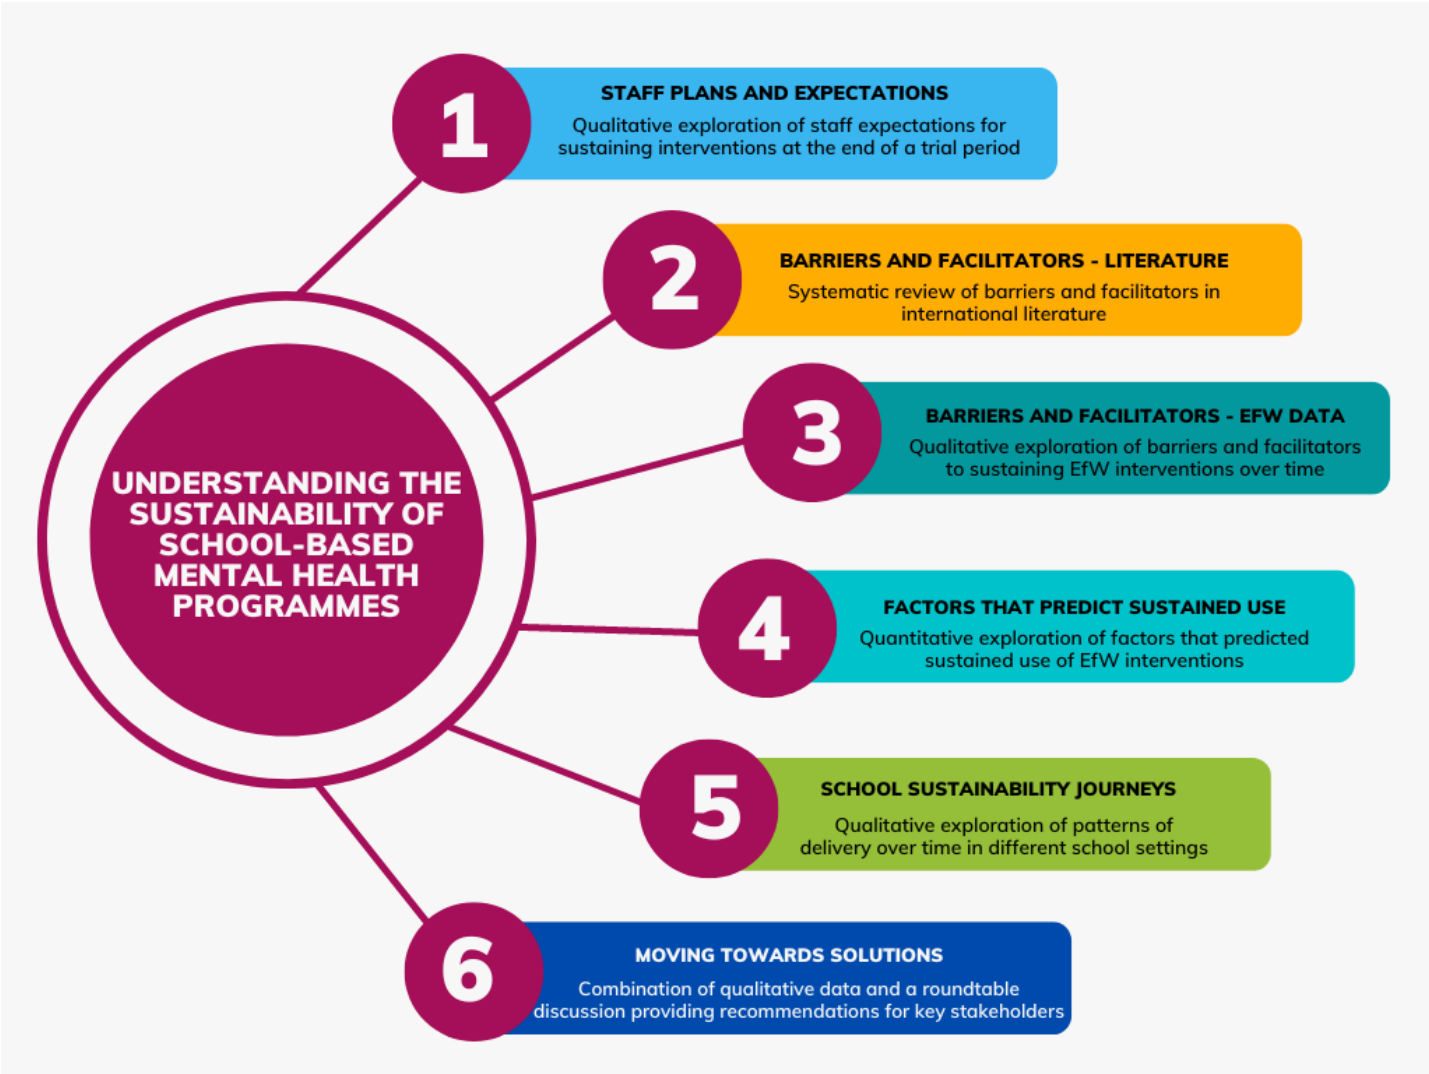 UNDERSTANDING THE
SUSTAINABILITY OF
SCHOOL-BASED
MENTAL HEALTH
PROGRAMMES
1
STAFF PLANS AND EXPECTATIONS
Qualitative exploration of staff expectations for
sustaining interventions at the end of a trial period
2
BARRIERS AND FACILITATORS - LITERATURE
Systematic review of barriers and facilitators in
international literature
3
BARRIERS AND FACILITATORS - EFW DATA
Qualitative exploration of barriers and facilitators
to sustaining EfW interventions over time
4
FACTORS THAT PREDICT SUSTAINED USE
Quantitative exploration of factors that predicted
sustained use of EfW interventions
5
SCHOOL SUSTAINABILITY JOURNEYS
Qualitative exploration of patterns of
delivery over time in different school settings
6
MOVING TOWARDS SOLUTIONS
Combination of qualitative data and a roundtable
discussion providing recommendations for key stakeholders